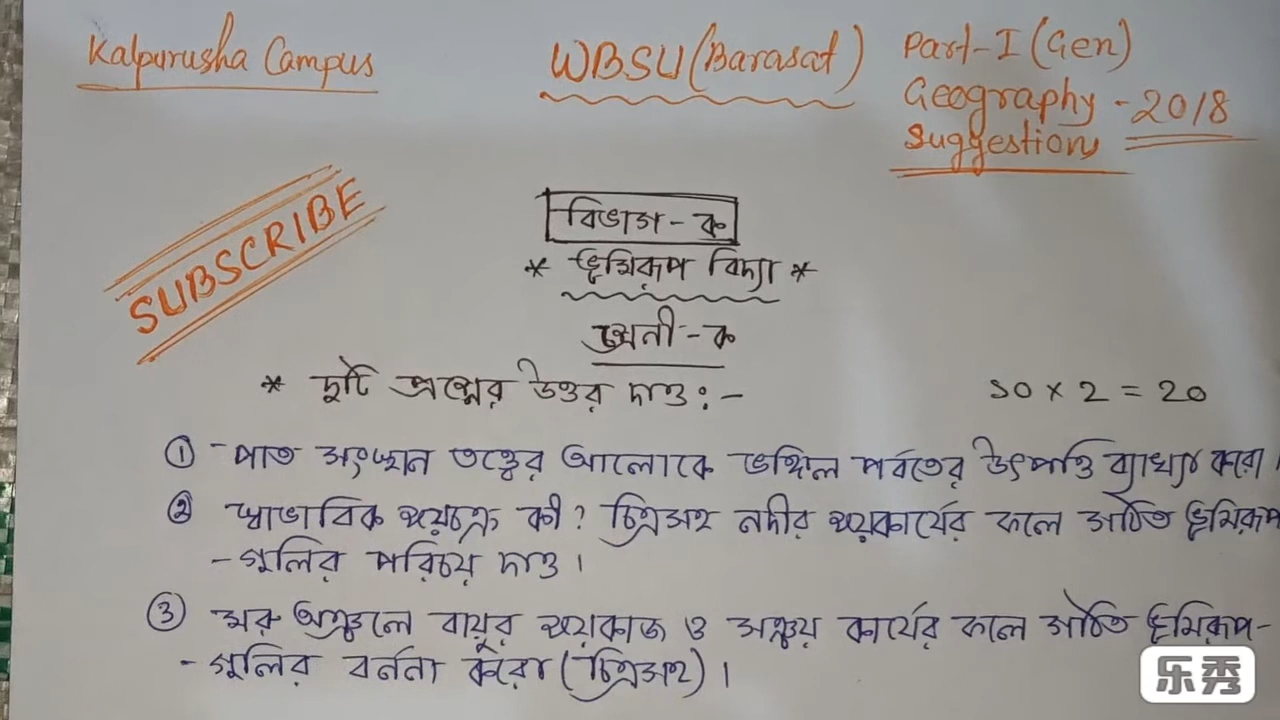 Kalpurusha Campus
WBSU (Barasat)
Part-I (Gen)
Geography - 2018
Suggestion
SUBSCRIBE
বিভাগ - ক
* ভূমিরূপ বিদ্যা *
শ্রেনী - ক
* দুটি প্রশ্নের উত্তর দাও :-
১০ × 2 = 20
① পাত সংস্থান তত্ত্বের আলোকে ভঙ্গিল পর্বতের উৎপত্তি ব্যাখ্যা করো।
② স্বাভাবিক ক্ষয়চক্র কী? চিত্রসহ নদীর ক্ষয়কার্যের ফলে গঠিত ভূমিরূপ
- গুলির পরিচয় দাও।
③ মরু অঞ্চলে বায়ুর ক্ষয়কাজ ও সঞ্চয় কার্যের ফলে গঠিত ভূমিরূপ-
- গুলির বর্ননা করো (চিত্রসহ)।
乐秀